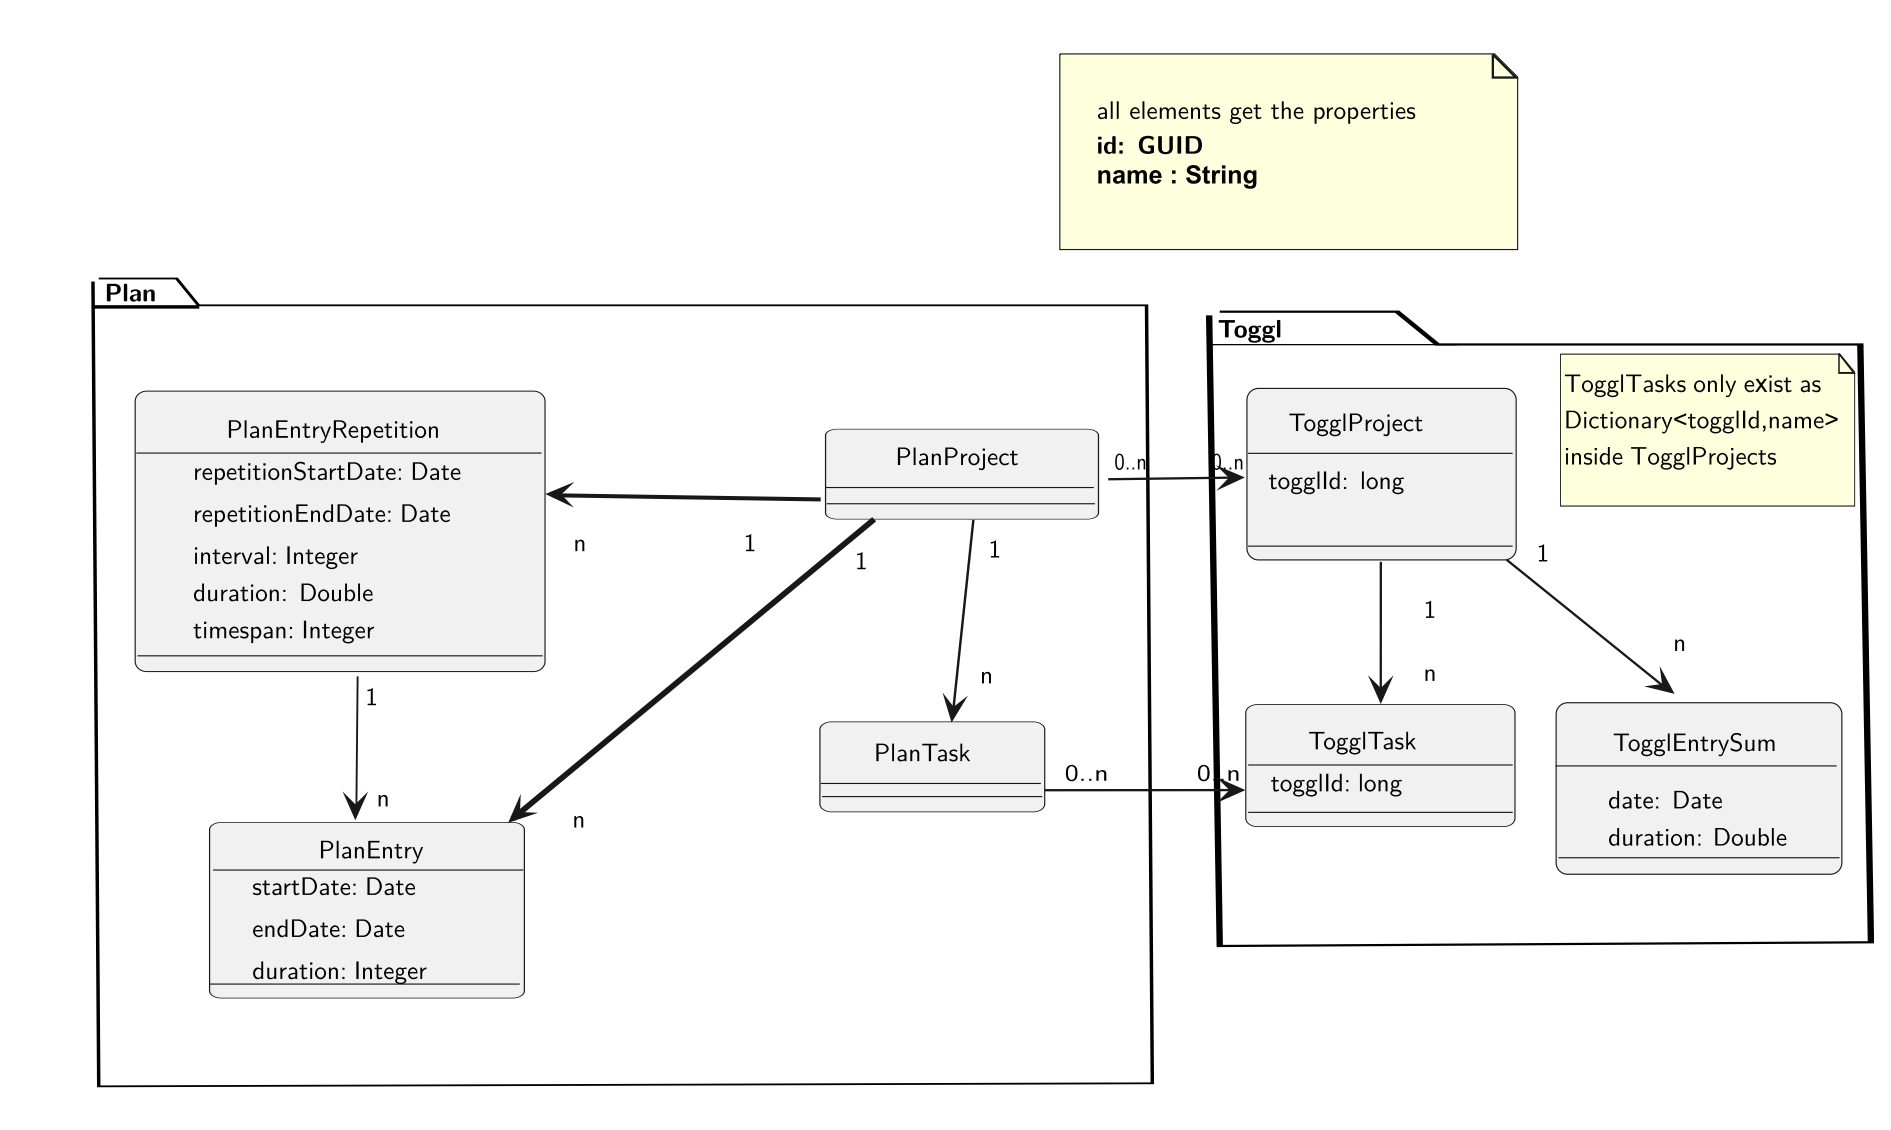 all elements get the properties
id: GUID
name : String
Plan
PlanEntryRepetition
repetitionStartDate: Date
repetitionEndDate: Date
interval: Integer
duration: Double
timespan: Integer
PlanProject
0..n
0..n
n
1
1
1
n
1
n
n
PlanTask
0..n
0..n
PlanEntry
startDate: Date
endDate: Date
duration: Integer
Toggl
TogglTasks only exist as
Dictionary<togglId,name>
inside TogglProjects
TogglProject
togglId: long
1
1
n
n
TogglTask
togglId: long
TogglEntrySum
date: Date
duration: Double